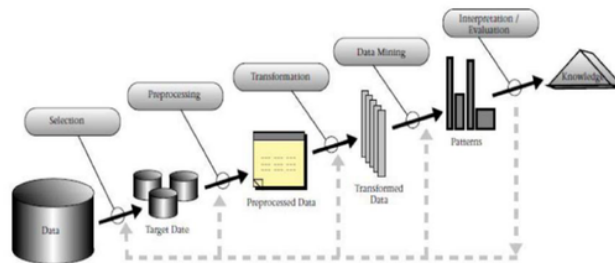 Interpretation /
Evaluation
Data Mining
Transformation
Preprocessing
Selection
Knowledge
Patterns
Transformed
Data
Preprocessed Data
Target Date
Data